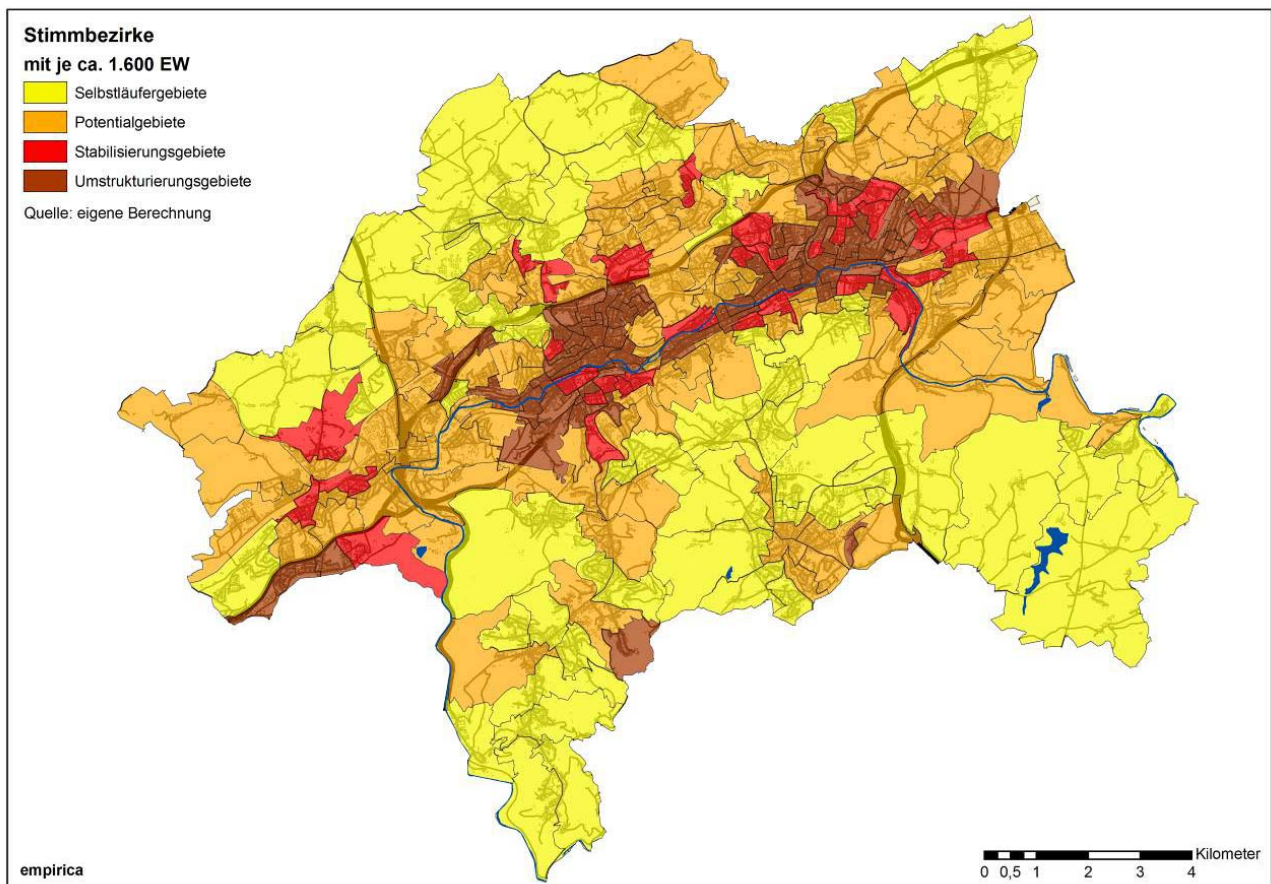 Stimmbezirke
mit je ca. 1.600 EW
Selbstläufergebiete
Potentialgebiete
Stabilisierungsgebiete
Umstrukturierungsgebiete
Quelle: eigene Berechnung
empirica
Kilometer
0 0,5 1 2 3 4